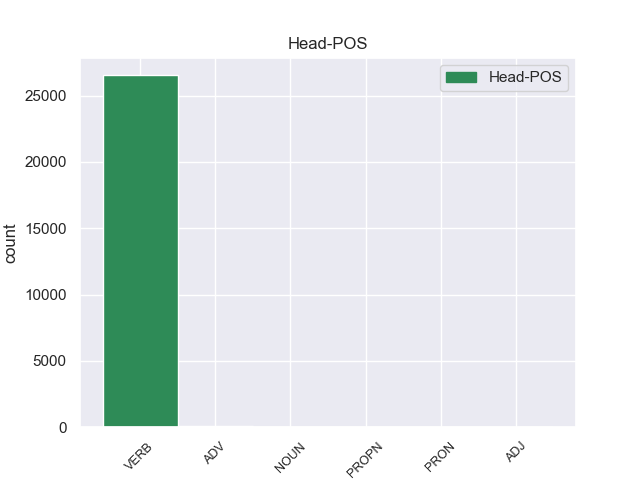 Head-POS
Head-POS
25000
20000
15000
10000
5000
0
count
VERB
ADV
NOUN
PROPN
PRON
ADJ